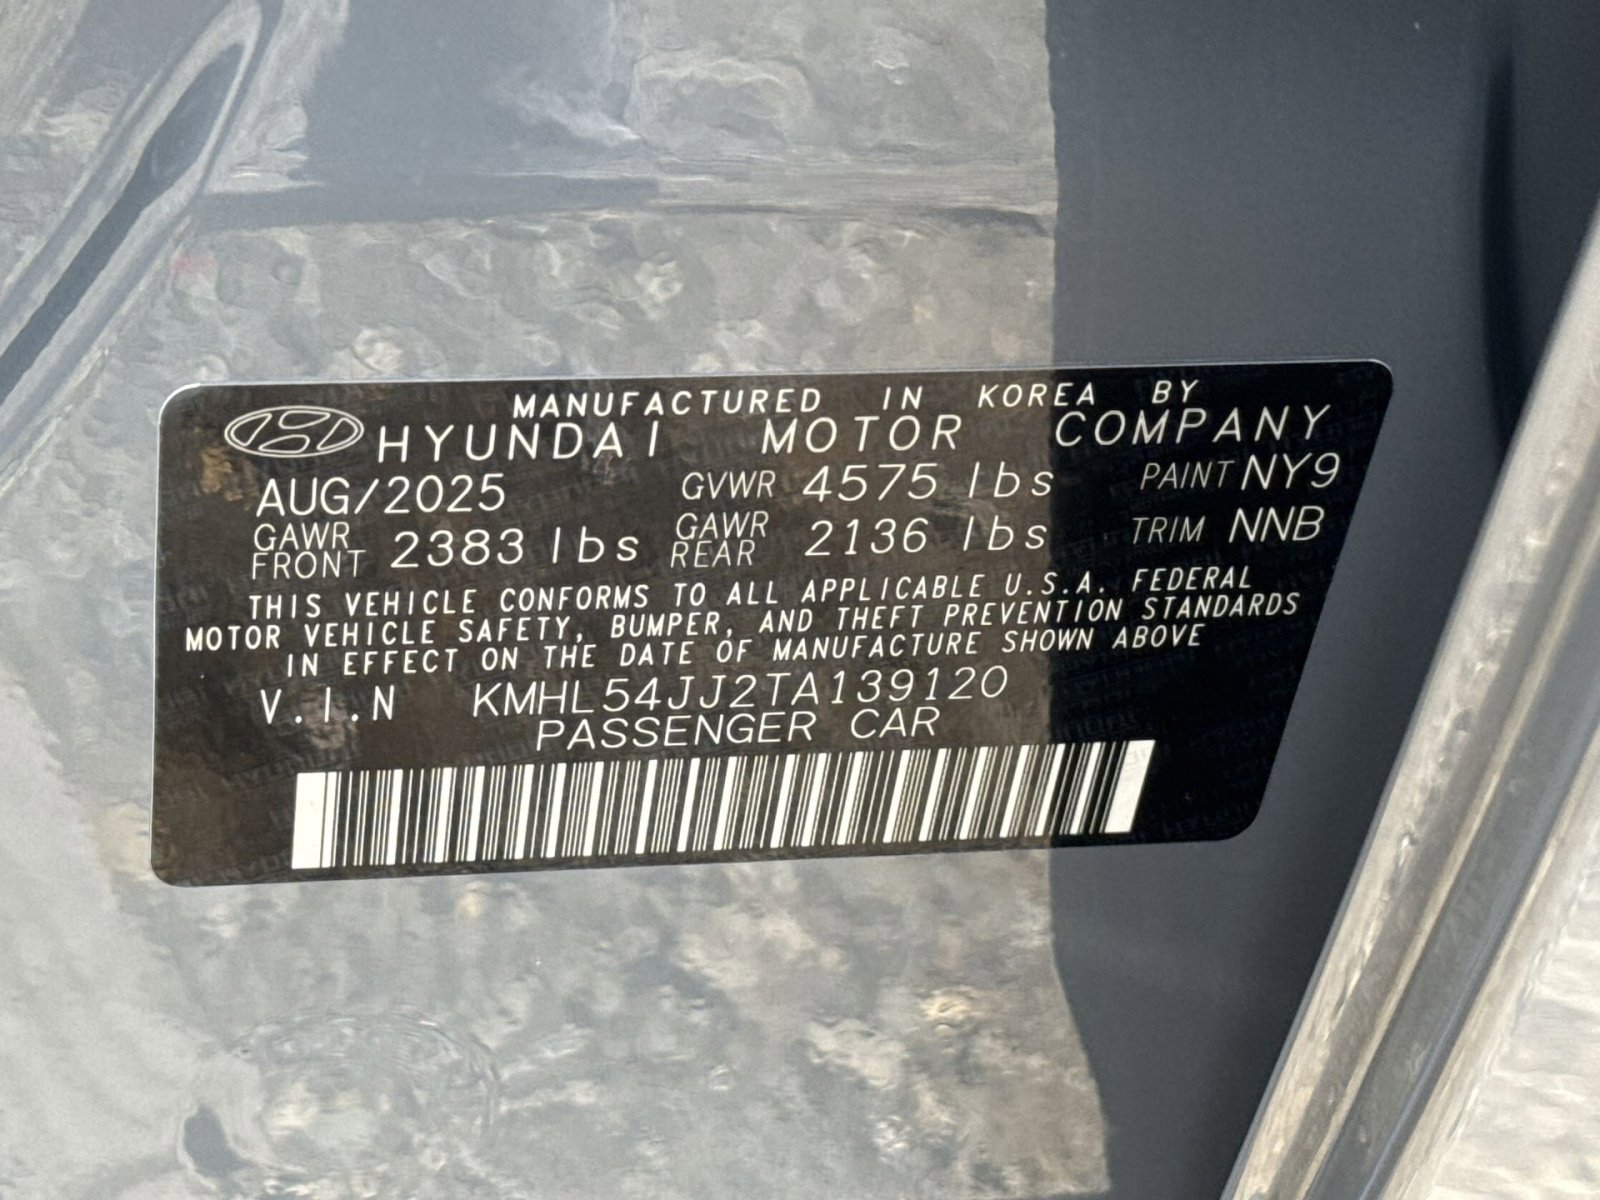 MANUFACTURED IN KOREA BY
HYUNDAI MOTOR COMPANY
AUG/2025 GVWR 4575 lbs PAINT NY9
GAWR FRONT 2383 lbs GAWR REAR 2136 lbs TRIM NNB
THIS VEHICLE CONFORMS TO ALL APPLICABLE U.S.A. FEDERAL
MOTOR VEHICLE SAFETY, BUMPER, AND THEFT PREVENTION STANDARDS
IN EFFECT ON THE DATE OF MANUFACTURE SHOWN ABOVE
V.I.N KMHL54JJ2TA139120
PASSENGER CAR